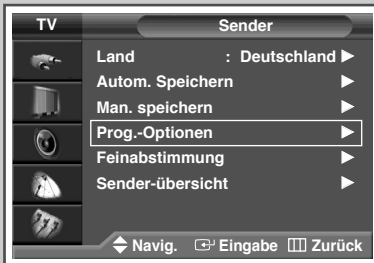 TV Sender
Land : Deutschland
Autom. Speichern
Man. speichern
Prog.-Optionen
Feinabstimmung
Sender-übersicht
Navig. Eingabe Zurück